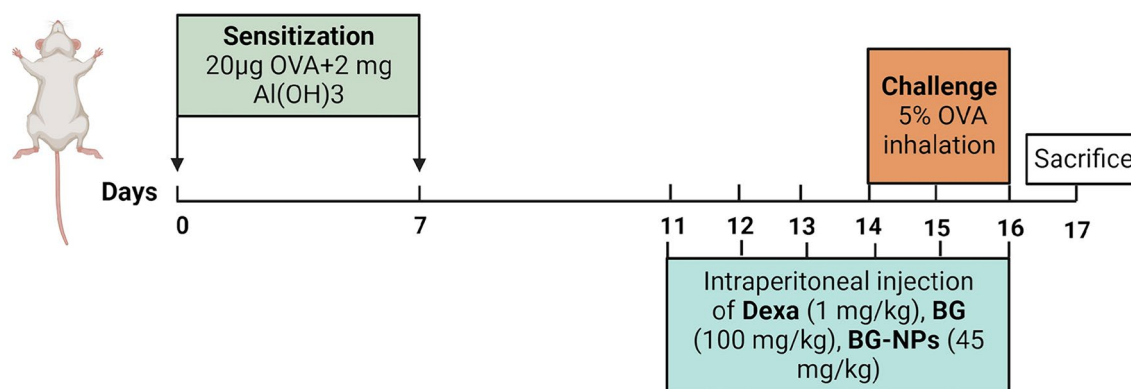 Sensitization
20µg OVA+2 mg
Al(OH)3
Challenge
5% OVA
inhalation
Sacrifice
Days
0 7 11 12 13 14 15 16 17
Intraperitoneal injection
of Dexa (1 mg/kg), BG
(100 mg/kg), BG-NPs (45
mg/kg)